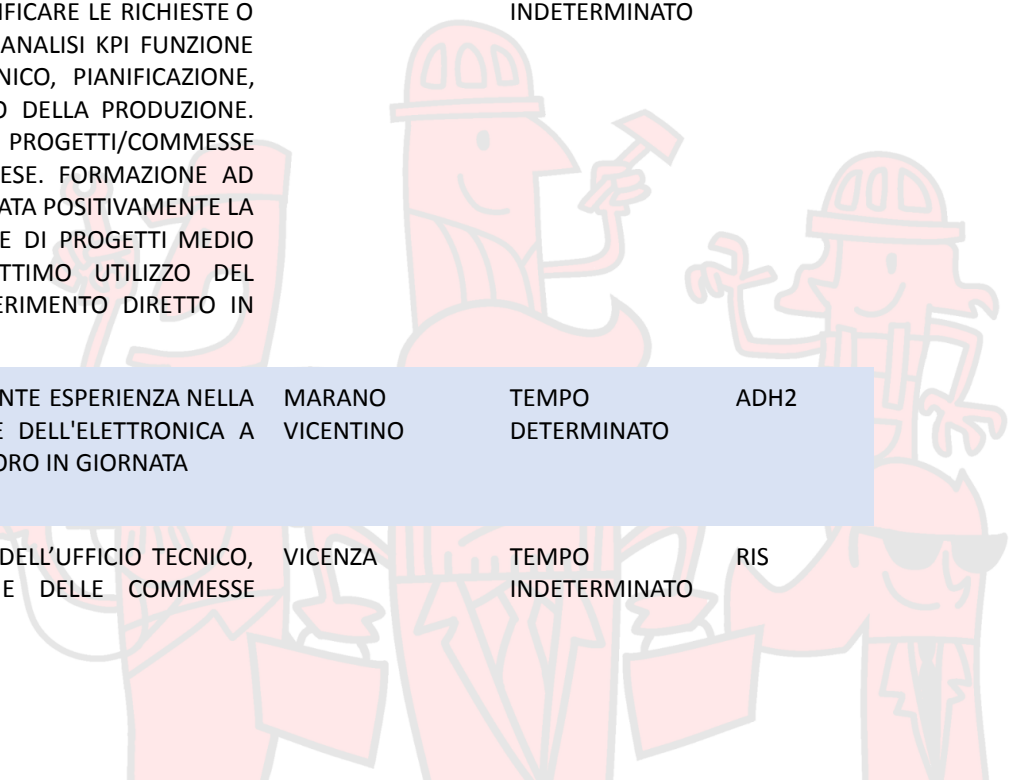 IFICARE LE RICHIESTE O INDETERMINATO
ANALISI KPI FUNZIONE
NICO, PIANIFICAZIONE,
O DELLA PRODUZIONE.
PROGETTI/COMMESSE
ESE. FORMAZIONE AD
ATA POSITIVAMENTE LA
E DI PROGETTI MEDIO
TTIMO UTILIZZO DEL
ERIMENTO DIRETTO IN
NTE ESPERIENZA NELLA MARANO TEMPO ADH2
E DELL'ELETTRONICA A VICENTINO DETERMINATO
ORO IN GIORNATA
DELL’UFFICIO TECNICO, VICENZA TEMPO RIS
E DELLE COMMESSE INDETERMINATO